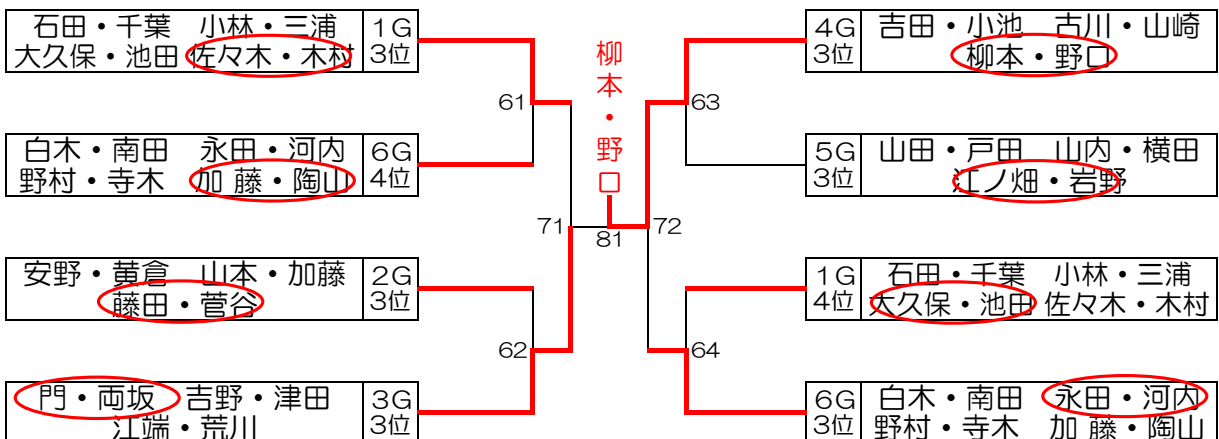 石田・千葉 小林・三浦 1G
大久保・池田 佐々木・木村 3位
61
白木・南田 永田・河内 6G
野村・寺木 加 藤・陶山 4位
71
安野・黄倉 山本・加藤 2G
藤田・菅谷 3位
62
門・両坂 吉野・津田 3G
江端・荒川 3位
柳本・野口
81
4G 吉田・小池 古川・山崎
3位 柳本・野口
63
5G 山田・戸田 山内・横田
3位 江ノ畑・岩野
72
1G 石田・千葉 小林・三浦
4位 大久保・池田 佐々木・木村
64
6G 白木・南田 永田・河内
3位 野村・寺木 加 藤・陶山